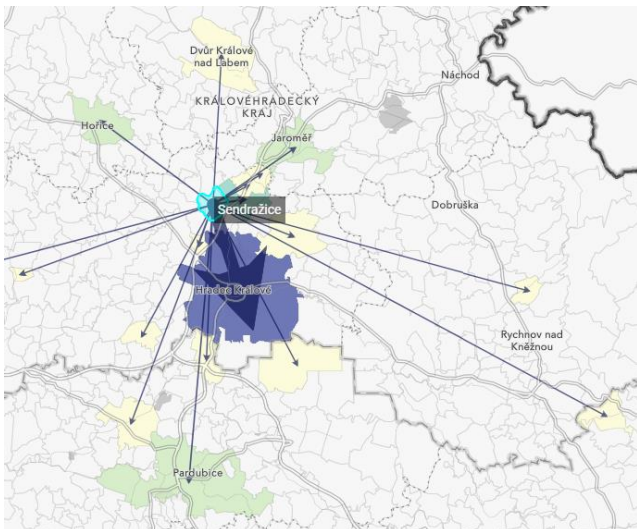 Dvůr Králové
nad Labem
Náchod
KRÁLOVÉHRADECKÝ
KRAJ
Hořice
Jaroměř
Sendražice
Dobruška
Hradec Králové
Rychnov nad
Kněžnou
Pardubice